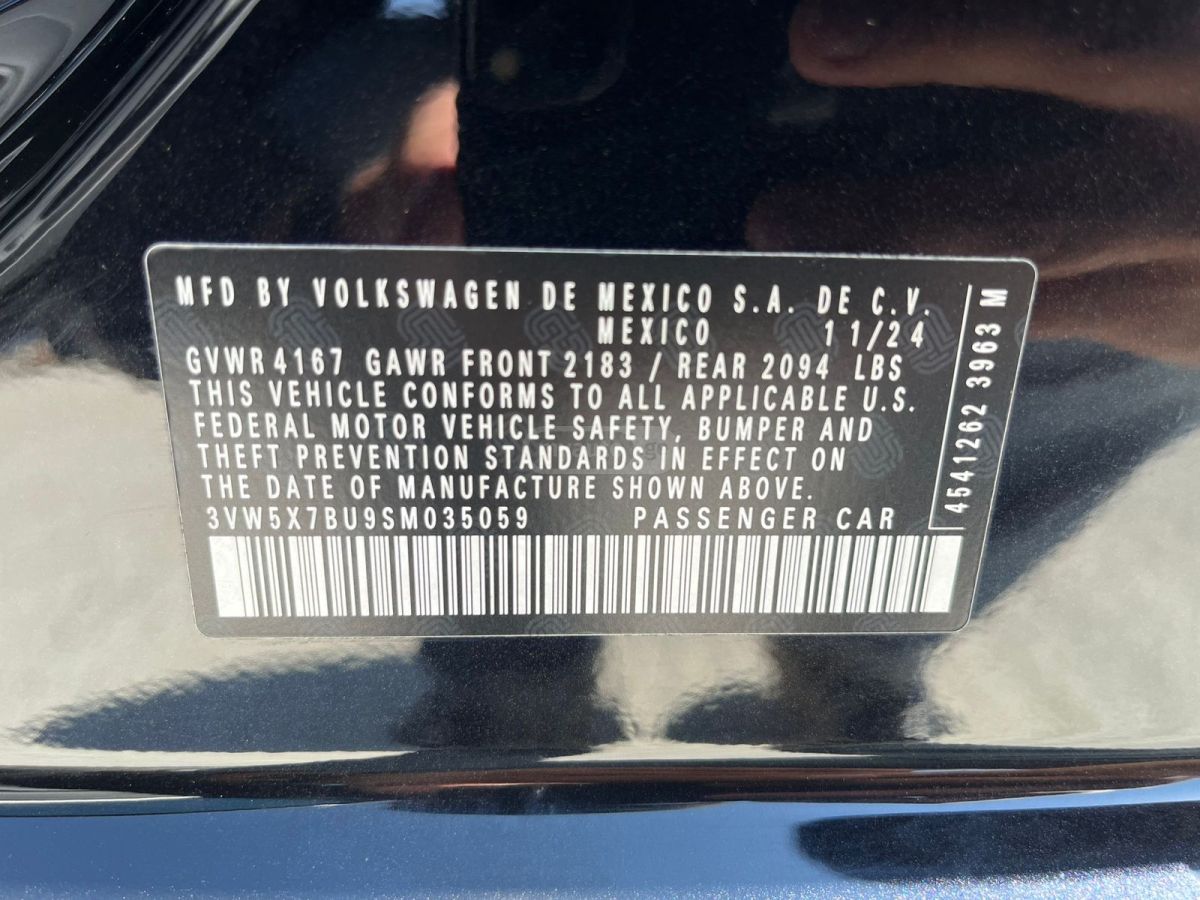 MFD BY VOLKSWAGEN DE MEXICO S.A. DE C.V.
MEXICO 11/24
GVWR 4167 GAWR FRONT 2183 / REAR 2094 LBS
THIS VEHICLE CONFORMS TO ALL APPLICABLE U.S.
FEDERAL MOTOR VEHICLE SAFETY, BUMPER AND
THEFT PREVENTION STANDARDS IN EFFECT ON
THE DATE OF MANUFACTURE SHOWN ABOVE.
3VW5X7BU9SM035059 PASSENGER CAR
4541262 3963 M